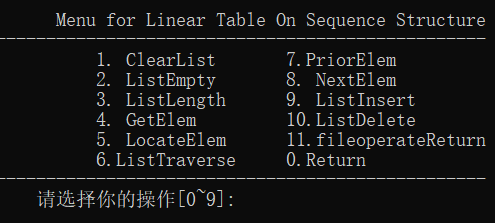 Menu for Linear Table On Sequence Structure
-------------------------------------------------
1. ClearList 7.PriorElem
2. ListEmpty 8. NextElem
3. ListLength 9. ListInsert
4. GetElem 10.ListDelete
5. LocateElem 11.fileoperateReturn
6.ListTraverse 0.Return
-------------------------------------------------
请选择你的操作[0~9]: